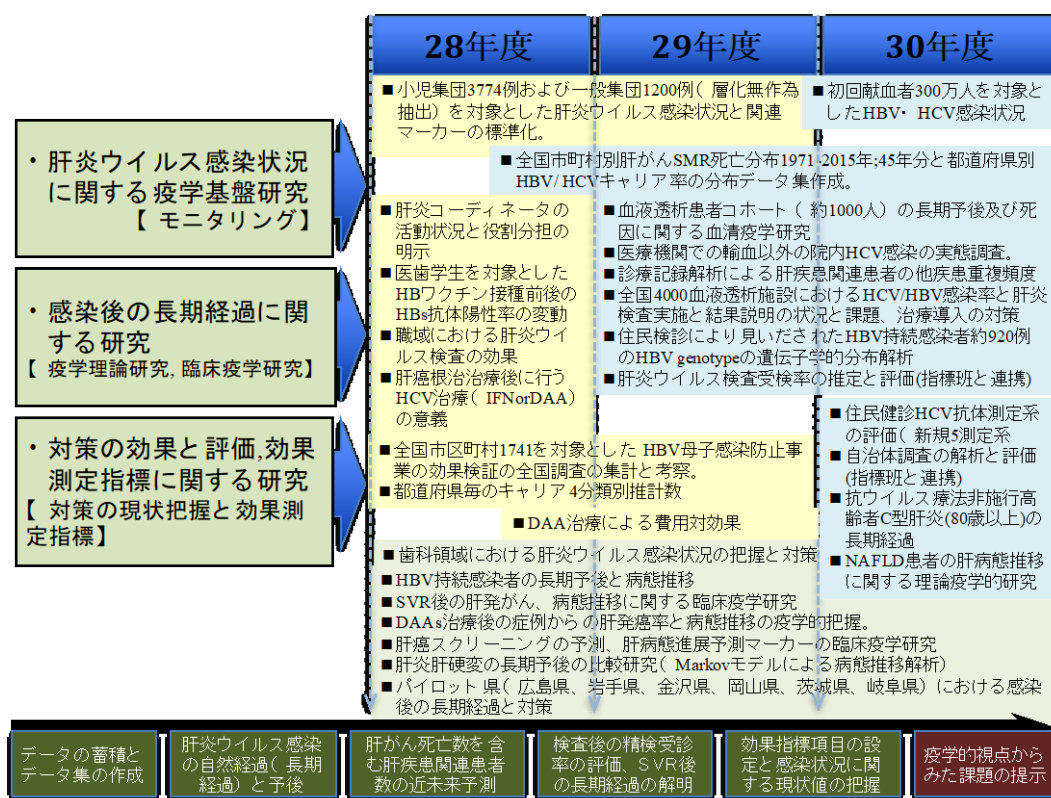 28年度
29年度
30年度
・肝炎ウイルス感染状況
に関する疫学基盤研究
【 モニタリング】
・感染後の長期経過に関
する研究
【 疫学理論研究, 臨床疫学研究】
・対策の効果と評価,効果
測定指標に関する研究
【 対策の現状把握と効果測
定指標】
■小児集団3774例および一般集団1200例( 層化無作為
抽出) を対象とした肝炎ウイルス感染状況と関連
マーカーの標準化。
■初回献血者300万人を対象
としたHBV・ HCV感染状況
■全国市町村別肝がんSMR死亡分布1971-2015年;45年分と都道府県別
HBV/ HCVキャリア率の分布データ集作成。
■肝炎コーディネータの
活動状況と役割分担の
明示
■医歯学生を対象とした
HBワクチン接種前後の
HBs抗体陽性率の変動
■職域における肝炎ウイ
ルス検査の効果
■肝癌根治治療後に行う
HCV治療( IFNorDAA)
の意義
■血液透析患者コホート( 約1000人) の長期予後及び死
因に関する血清疫学研究
■医療機関での輸血以外の院内HCV感染の実態調査。
■診療記録解析による肝疾患関連患者の他疾患重複頻度
■全国4000血液透析施設におけるHCV/HBV感染率と肝炎
検査実施と結果説明の状況と課題、治療導入の対策
■住民検診により見いだされたHBV持続感染者約920例
のHBV genotypeの遺伝子学的分布解析
■肝炎ウイルス検査受検率の推定と評価(指標班と連携)
■全国市区町村1741を対象とした HBV母子感染防止事
業の効果検証の全国調査の集計と考察。
■都道府県毎のキャリア4分類別推計数
■DAA治療による費用対効果
■住民健診HCV抗体測定系
の評価( 新規5測定系
■自治体調査の解析と評価
(指標班と連携)
■抗ウイルス療法非施行高
齢者C型肝炎(80歳以上)の
長期経過
■NAFLD患者の肝病態推移
に関する理論疫学的研究
■歯科領域における肝炎ウイルス感染状況の把握と対策
■HBV持続感染者の長期予後と病態推移
■SVR後の肝発がん、病態推移に関する臨床疫学研究
■DAAs治療後の症例からの肝発癌率と病態推移の疫学的把握。
■肝癌スクリーニングの予測、肝病態進展予測マーカーの臨床疫学研究
■肝炎肝硬変の長期予後の比較研究( Markovモデルによる病態推移解析)
■パイロット 県( 広島県、岩手県、金沢県、岡山県、茨城県、岐阜県) における感染
後の長期経過と対策
データの蓄積と
データ集の作成
肝炎ウイルス感染
の自然経過( 長期
経過) と予後
肝がん死亡数を含
む肝疾患関連患者
数の近未来予測
検査後の精検受診
率の評価、SVR後
の長期経過の解明
効果指標項目の設
定と感染状況に関
する現状値の把握
疫学的視点から
みた課題の提示